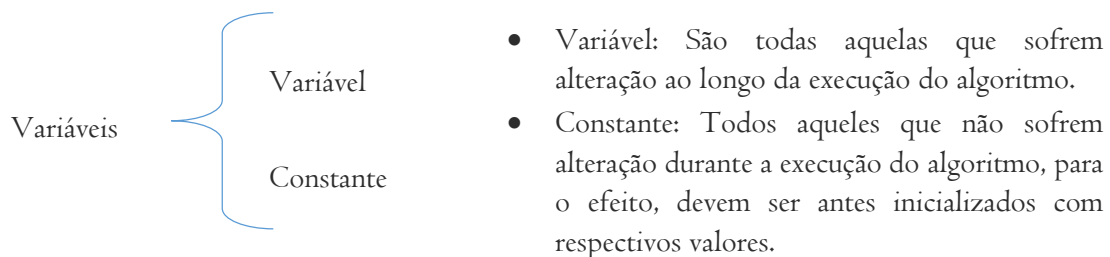 Variáveis
Variável
Constante
• Variável: São todas aquelas que sofrem
alteração ao longo da execução do algoritmo.
• Constante: Todos aqueles que não sofrem
alteração durante a execução do algoritmo, para
o efeito, devem ser antes inicializados com
respectivos valores.